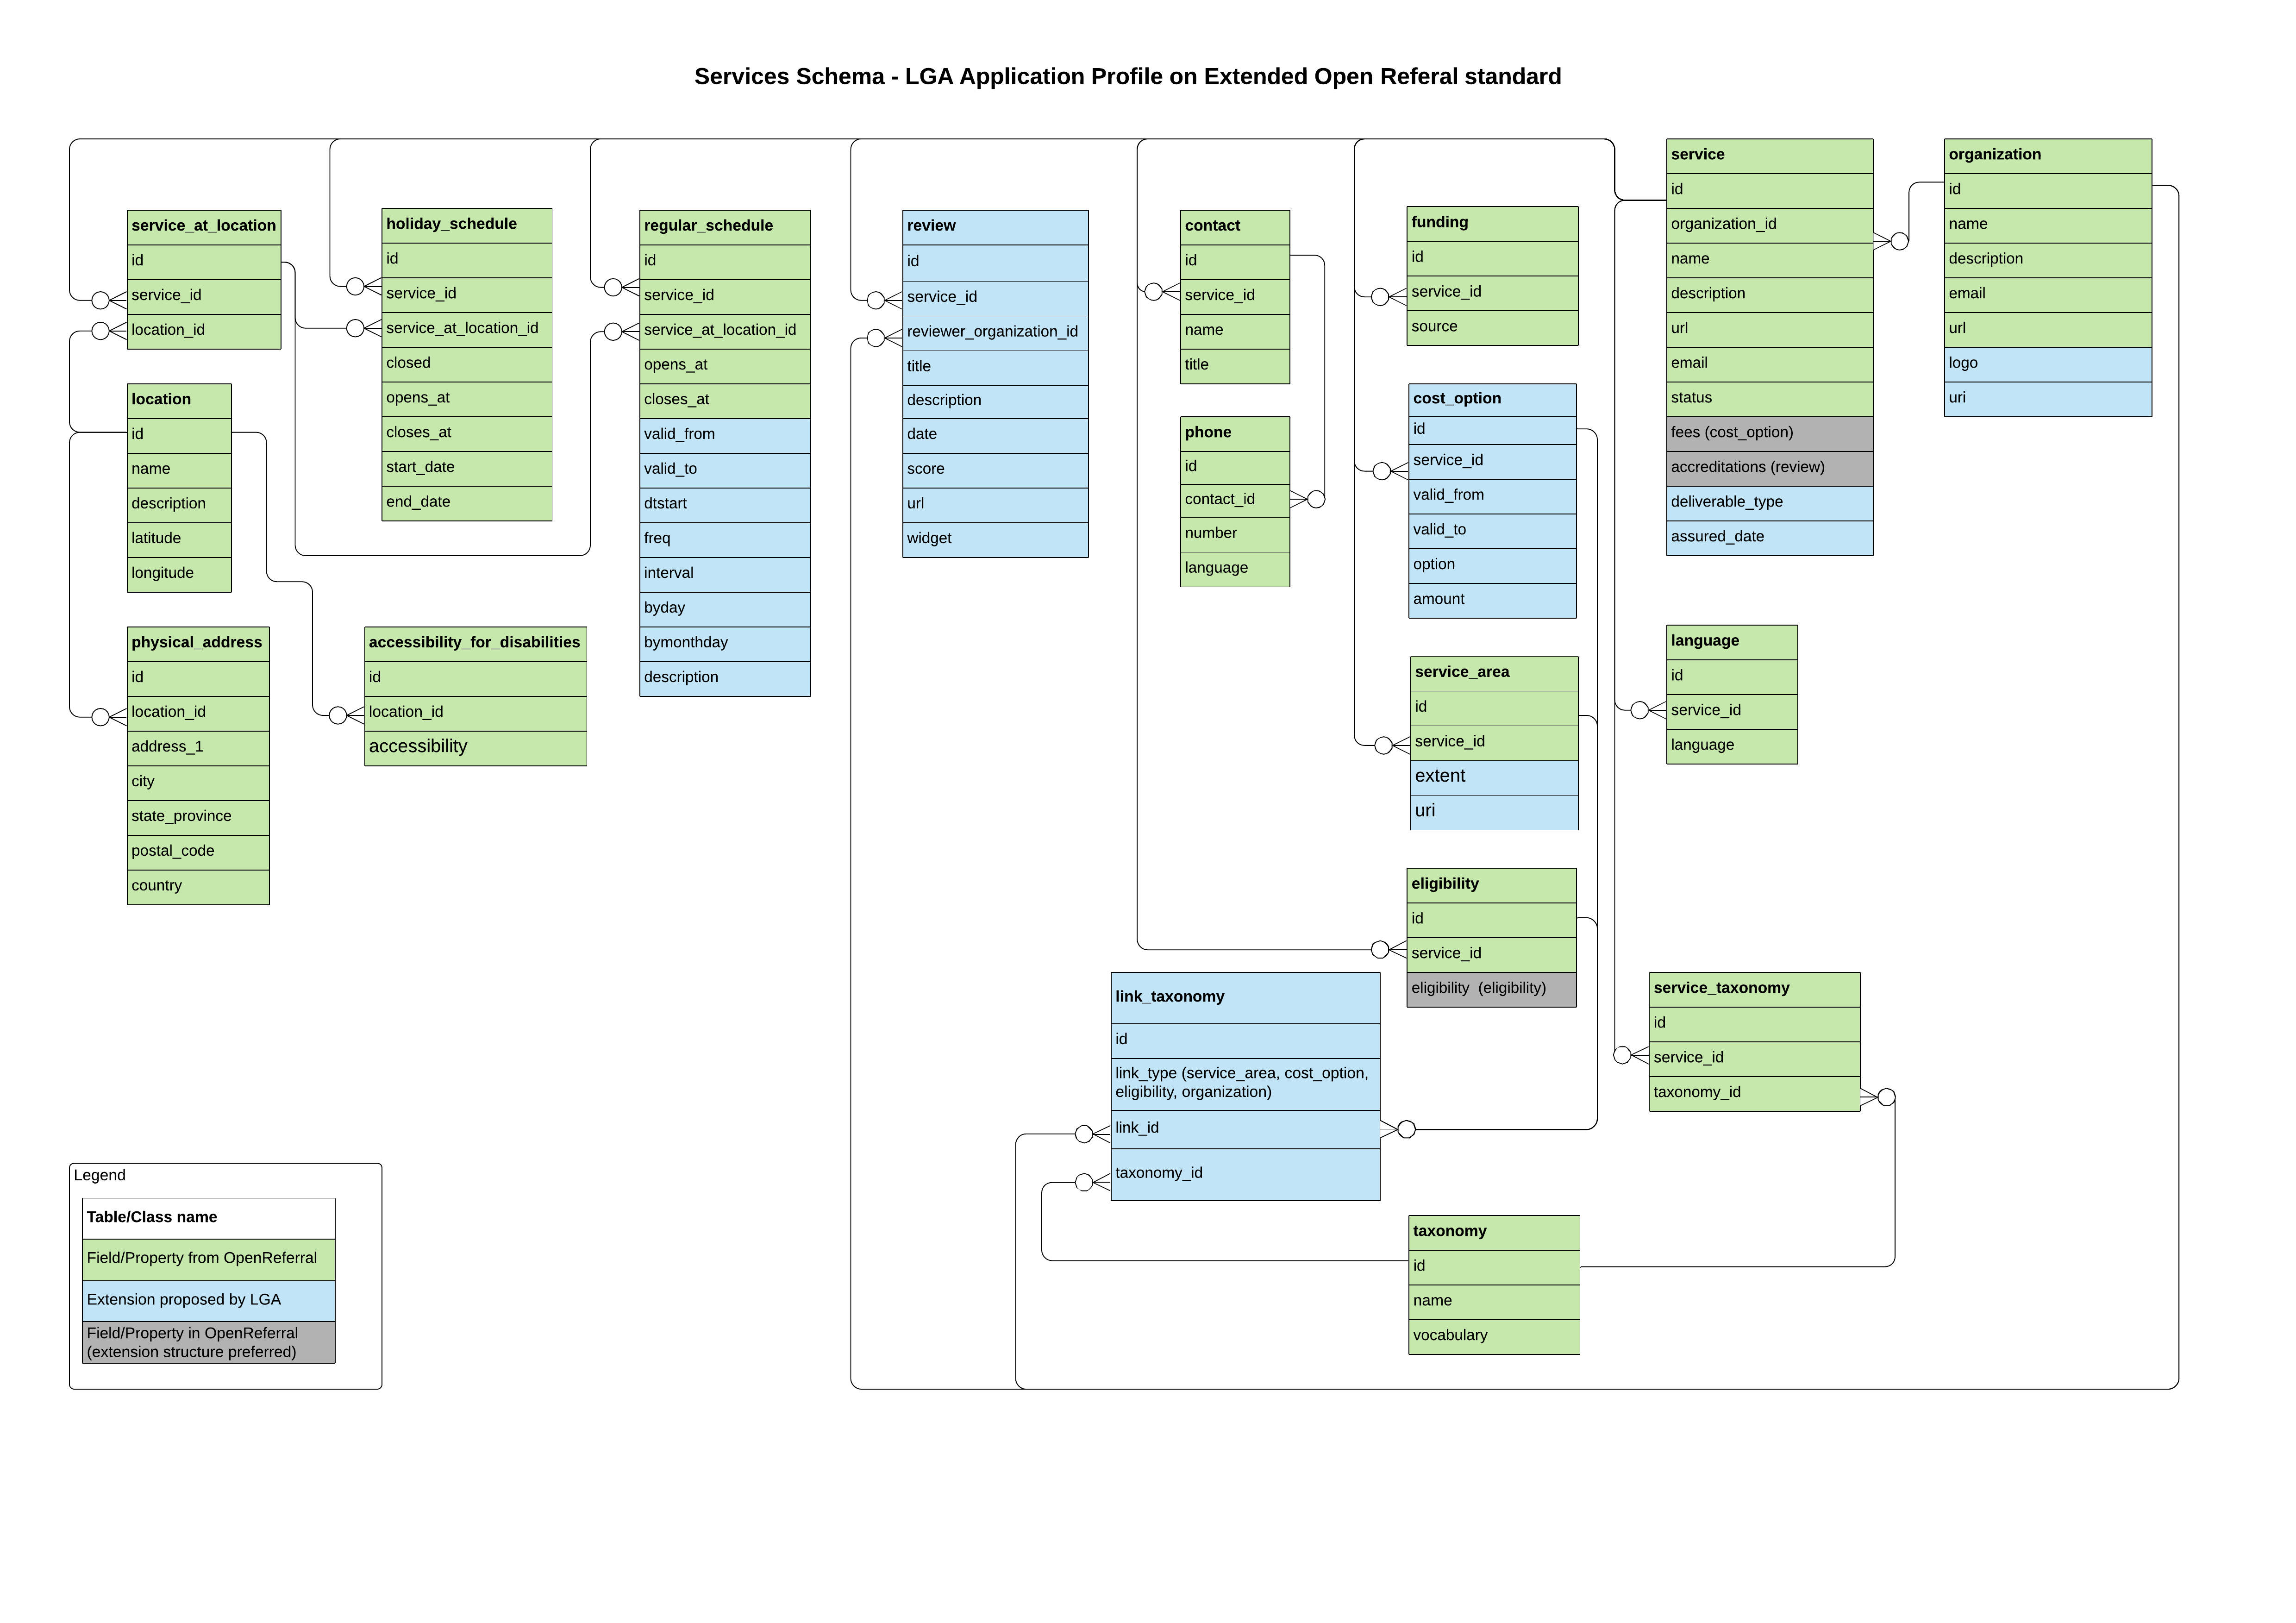 Services Schema - LGA Application Profile on Extended Open Referal standard
service_at_location
id
service_id
location_id
location
id
name
description
latitude
longitude
physical_address
id
location_id
address_1
city
state_province
postal_code
country
holiday_schedule
id
service_id
service_at_location_id
closed
opens_at
closes_at
start_date
end_date
accessibility_for_disabilities
id
location_id
accessibility
regular_schedule
id
service_id
service_at_location_id
opens_at
closes_at
valid_from
valid_to
dtstart
freq
interval
byday
bymonthday
description
review
id
service_id
reviewer_organization_id
title
description
date
score
url
widget
contact
id
service_id
name
title
phone
id
contact_id
number
language
funding
id
service_id
source
cost_option
id
service_id
valid_from
valid_to
option
amount
service_area
id
service_id
extent
uri
eligibility
id
service_id
eligibility  (eligibility)
link_taxonomy
id
link_type (service_area, cost_option,
eligibility, organization)
link_id
taxonomy_id
taxonomy
id
name
vocabulary
service
id
organization_id
name
description
url
email
status
fees (cost_option)
accreditations (review)
deliverable_type
assured_date
language
id
service_id
language
service_taxonomy
id
service_id
taxonomy_id
organization
id
name
description
email
url
logo
uri
Legend
Table/Class name
Field/Property from OpenReferral
Extension proposed by LGA
Field/Property in OpenReferral
(extension structure preferred)